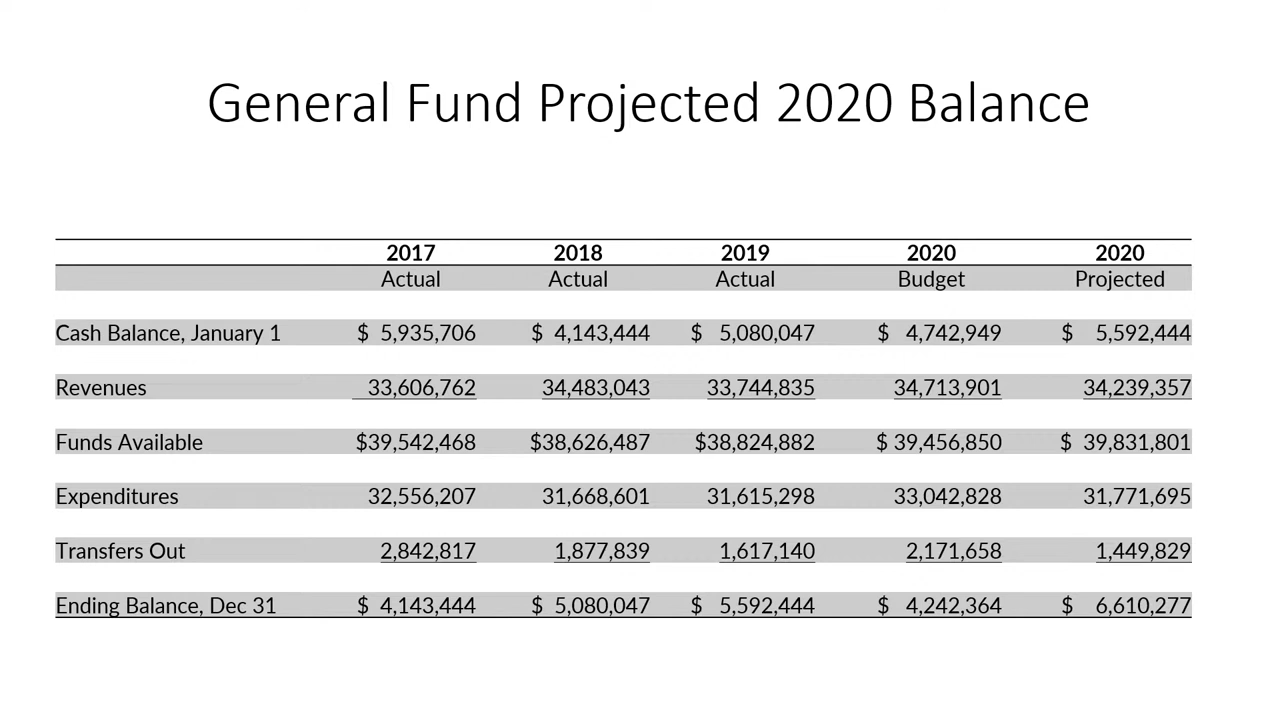 General Fund Projected 2020 Balance
2017 2018 2019 2020 2020
Actual Actual Actual Budget Projected
Cash Balance, January 1 $ 5,935,706 $ 4,143,444 $ 5,080,047 $ 4,742,949 $ 5,592,444
Revenues 33,606,762 34,483,043 33,744,835 34,713,901 34,239,357
Funds Available $39,542,468 $38,626,487 $38,824,882 $ 39,456,850 $ 39,831,801
Expenditures 32,556,207 31,668,601 31,615,298 33,042,828 31,771,695
Transfers Out 2,842,817 1,877,839 1,617,140 2,171,658 1,449,829
Ending Balance, Dec 31 $ 4,143,444 $ 5,080,047 $ 5,592,444 $ 4,242,364 $ 6,610,277